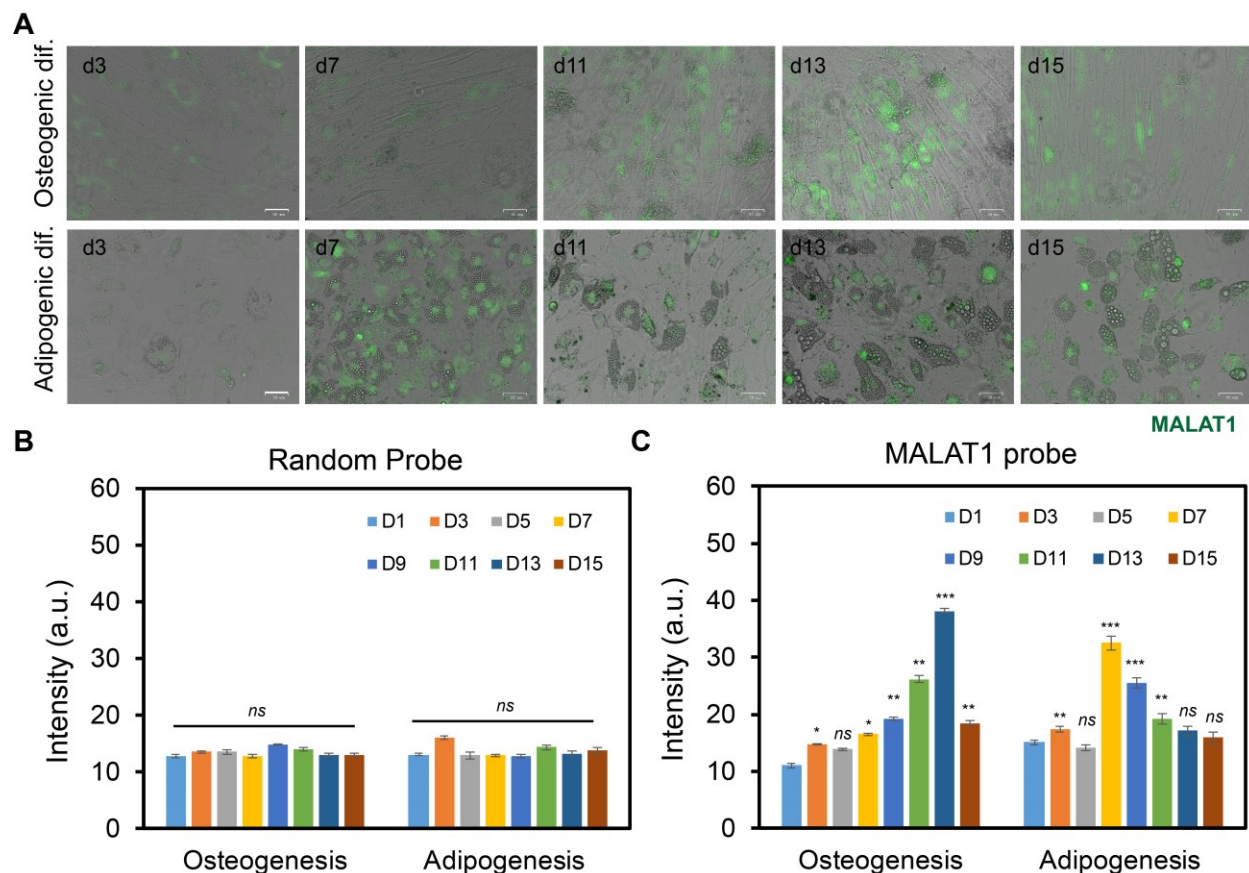 A
Osteogenic dif.
d3
d7
d11
d13
d15
Adipogenic dif.
d3
d7
d11
d13
d15
MALAT1
B
Random Probe
60
50
40
30
20
10
0
Intensity (a.u.)
D1 D3 D5 D7
D9 D11 D13 D15
ns
ns
Osteogenesis
Adipogenesis
C
MALAT1 probe
60
50
40
30
20
10
0
Intensity (a.u.)
D1 D3 D5 D7
D9 D11 D13 D15
* ns * ** ** *** **
** ns *** *** ** ns ns
Osteogenesis
Adipogenesis